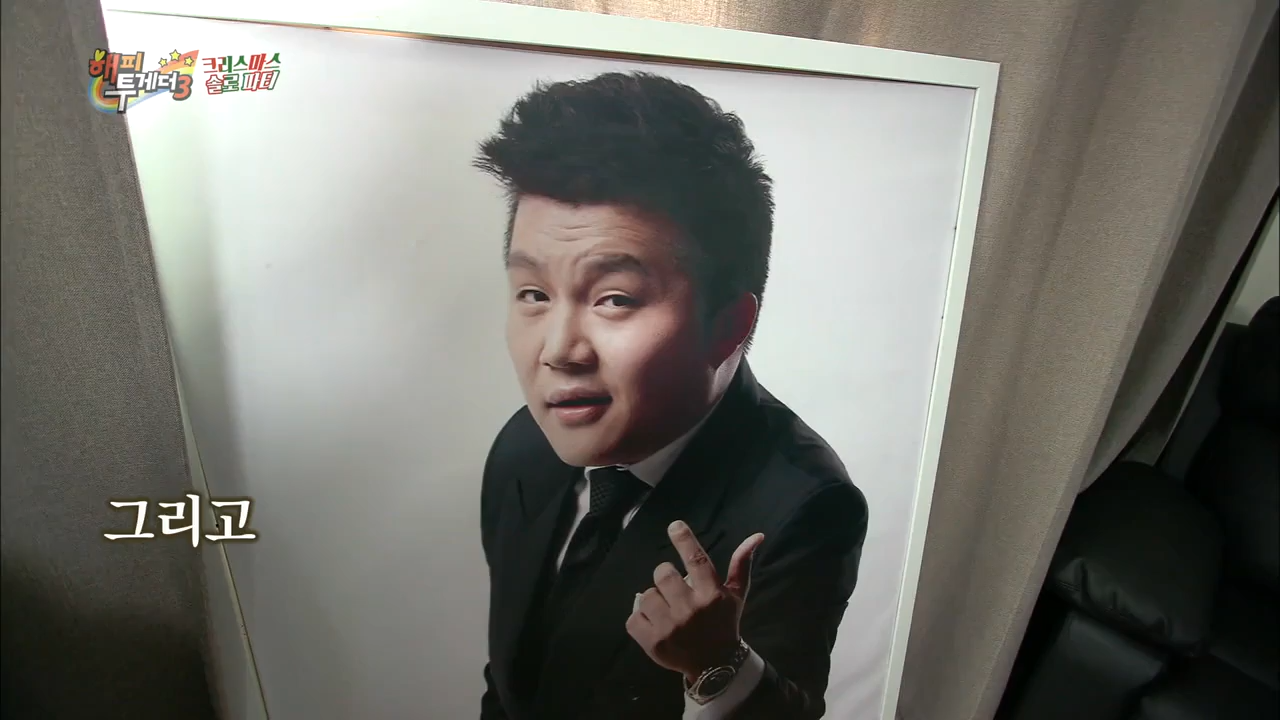 해피
투게더3
크리스마스
솔로 파티
그리고